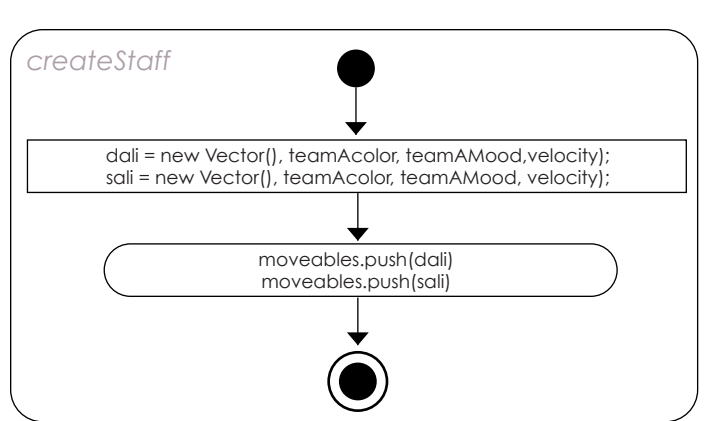 createStaff
dali = new Vector(), teamAcolor, teamAMood,velocity);
sali = new Vector(), teamAcolor, teamAMood, velocity);
moveables.push(dali)
moveables.push(sali)